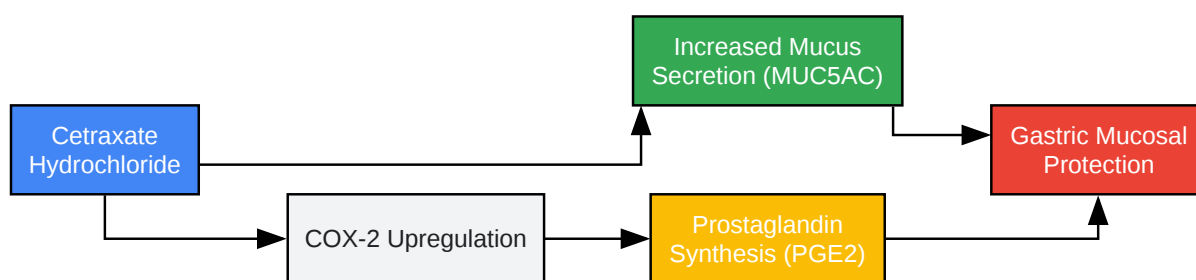 Increased Mucus
Secretion (MUC5AC)
Cetraxate
Hydrochloride
Gastric Mucosal
Protection
COX-2 Upregulation
Prostaglandin
Synthesis (PGE2)